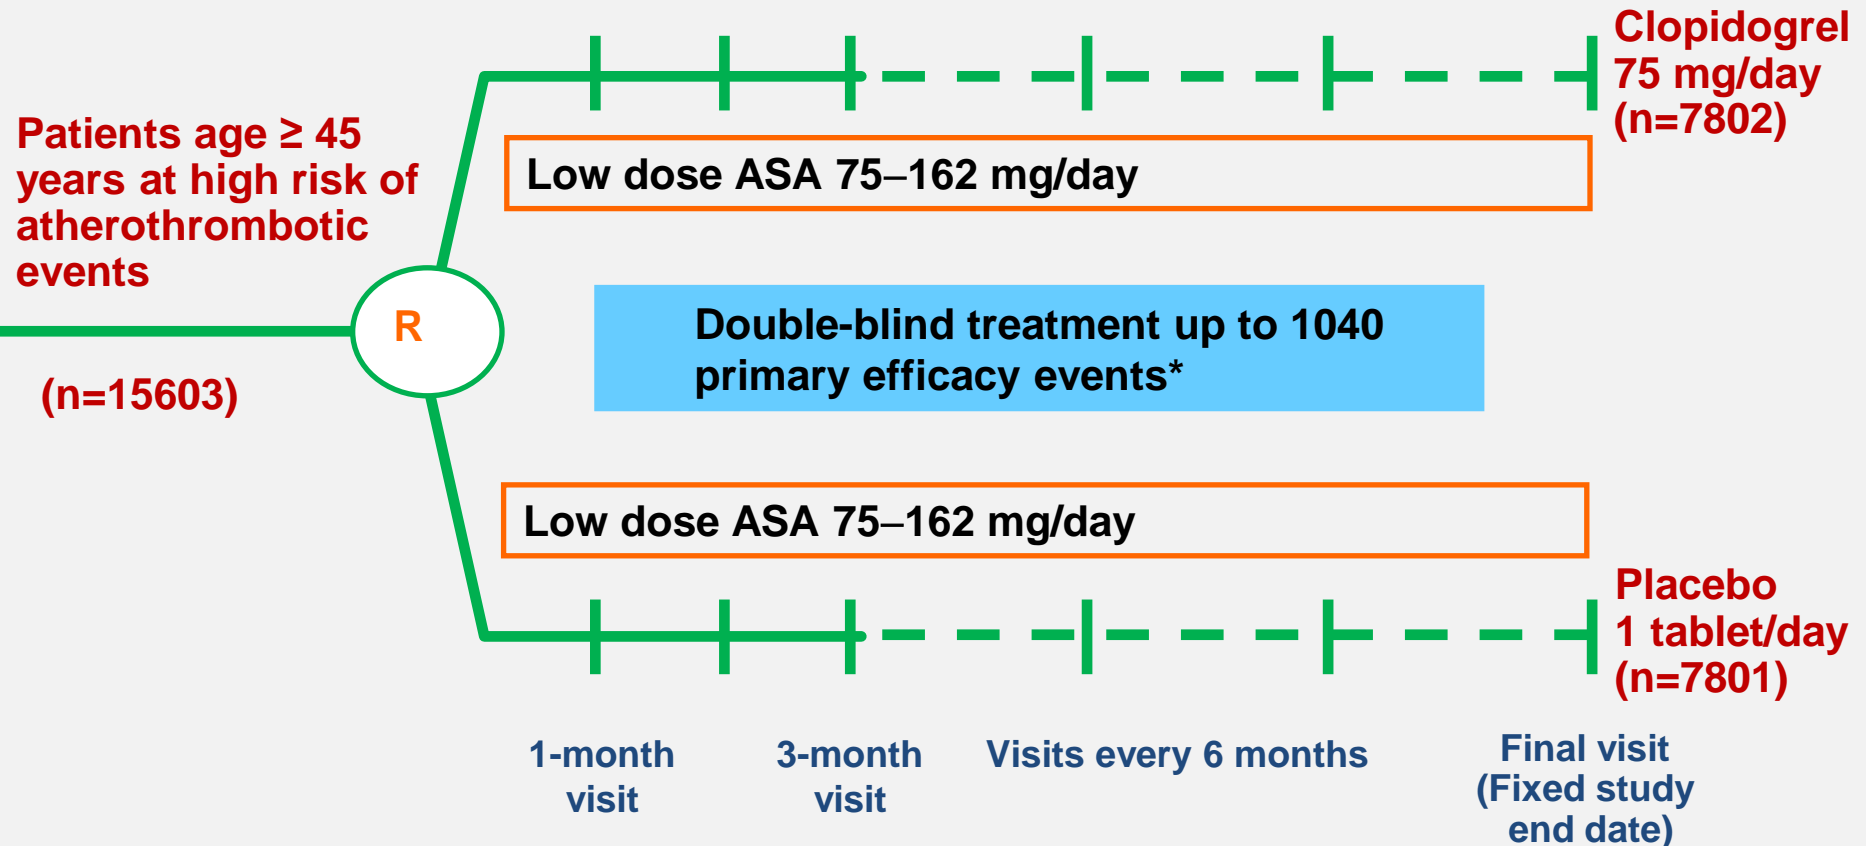 Clopidogrel
75 mg/day
(n=7802)
Patients age ≥ 45
years at high risk of
atherothrombotic
events
Low dose ASA 75–162 mg/day
R
(n=15603)
Double-blind treatment up to 1040
primary efficacy events*
Low dose ASA 75–162 mg/day
Placebo
1 tablet/day
(n=7801)
1-month
visit
3-month
visit
Visits every 6 months
Final visit
(Fixed study
end date)